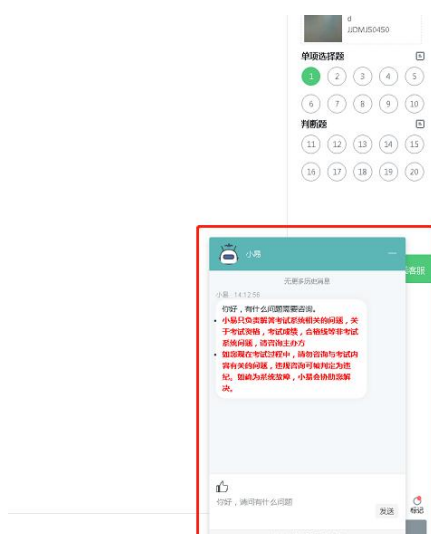 d
JJDMJS0450
单项选择题
1 2 3 4 5
6 7 8 9 10
判断题
11 12 13 14 15
16 17 18 19 20
小易
客服
无更多历史消息
小易 14:12:56
你好，有什么问题需要咨询。
• 小易只负责解答考试系统相关的问题，关
于考试资格，考试成绩，合格线等非考试
系统问题，请咨询主办方
• 如您现在考试过程中，请勿咨询与考试内
容有关的问题，违规咨询可被判定为违
纪。如确为系统故障，小易会协助您解
决。
你好，请问有什么问题
发送
标记